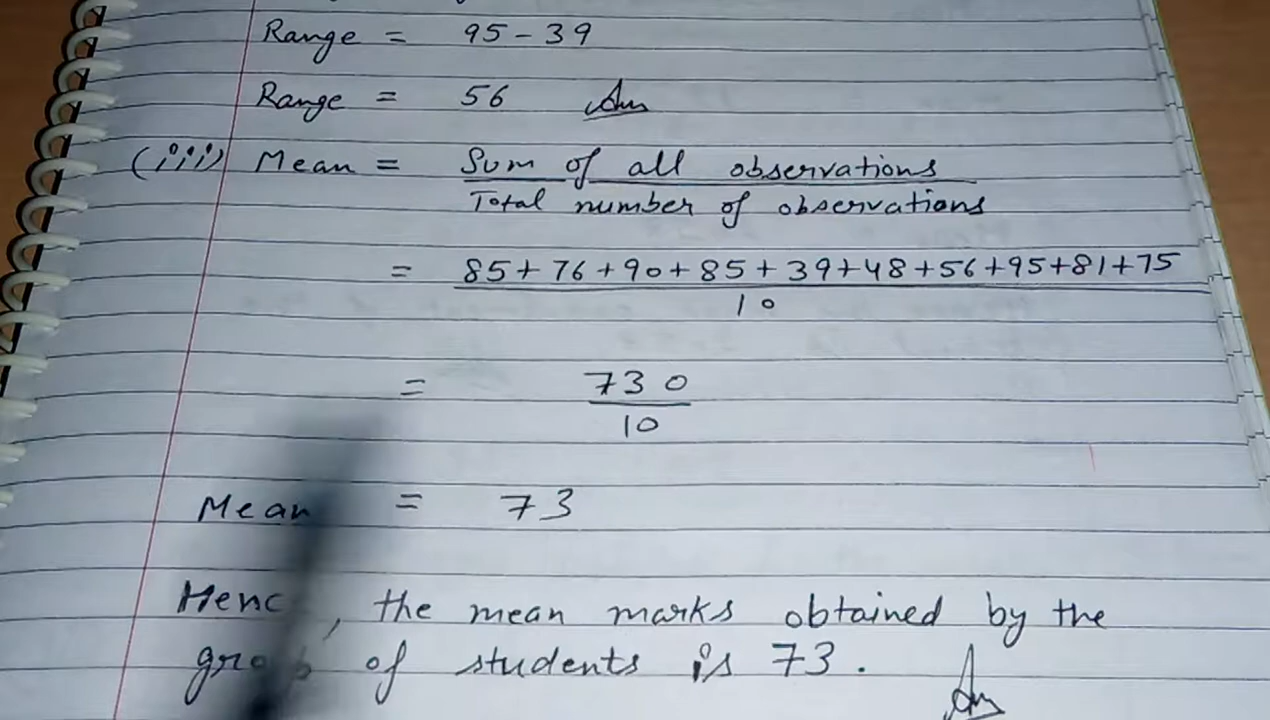 Range = 95 - 39
Range = 56 Ans
(iii) Mean = Sum of all observations
Total number of observations
= 85 + 76 + 90 + 85 + 39 + 48 + 56 + 95 + 81 + 75
10
= 730
10
Mean = 73
Henc , the mean marks obtained by the
of students is 73.
Ans